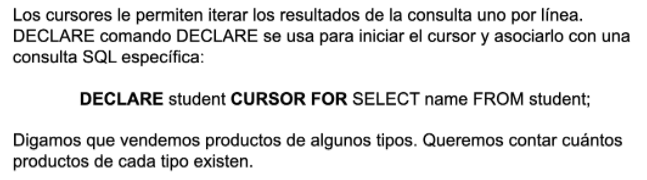 Los cursores le permiten iterar los resultados de la consulta uno por línea.
DECLARE comando DECLARE se usa para iniciar el cursor y asociarlo con una
consulta SQL específica:
DECLARE student CURSOR FOR SELECT name FROM student;
Digamos que vendemos productos de algunos tipos. Queremos contar cuántos
productos de cada tipo existen.